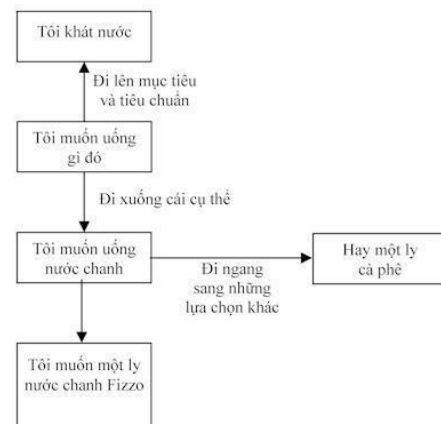 Tôi khát nước
Đi lên mục tiêu
và tiêu chuẩn
Tôi muốn uống
gì đó
Đi xuống cái cụ thể
Tôi muốn uống
nước chanh
Đi ngang
sang những
lựa chọn khác
Hay một ly
cà phê
Tôi muốn một ly
nước chanh Fizzo